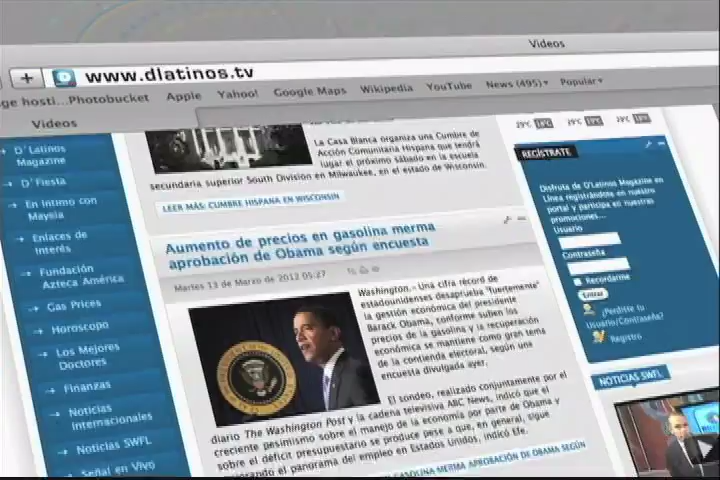 Videos
www.dlatinos.tv
ge hosti...Photobucket Apple Yahoo! Google Maps Wikipedia YouTube News (495) Popular
Videos
D'Latinos
Magazine
D'Fiesta
En Intimo con
Maysia
Enlaces de
Interés
Fundación
Azteca América
Gas Prices
Horoscopo
Los Mejores
Doctores
Finanzas
Noticias
Internacionales
Noticias SWFL
Señal en Vivo
La Casa Blanca organiza una Cumbre de
Acción Comunitaria Hispana que tendrá
lugar el próximo sábado en la escuela
secundaria superior South Division en Milwaukee, en el estado de Wisconsin.
LEER MÁS: CUMBRE HISPANA EN WISCONSIN
Aumento de precios en gasolina merma
aprobación de Obama según encuesta
Martes 13 de Marzo de 2012 05:27
Washington.- Una cifra récord de
estadounidenses desaprueba "fuertemente"
la gestión económica del presidente
Barack Obama, conforme suben los
precios de la gasolina y la recuperación
económica se mantiene como gran tema
de la contienda electoral, según una
encuesta divulgada ayer.
El sondeo, realizado conjuntamente por el
diario The Washington Post y la cadena televisiva ABC News, indicó que el
creciente pesimismo sobre el manejo de la economía por parte de Obama y
sobre el déficit presupuestario se produce pese a que, en general, sigue
mejorando el panorama del empleo en Estados Unidos, indicó Efe.
GASOLINA MERMA APROBACIÓN DE OBAMA SEGÚN
REGÍSTRATE
Disfruta de D'Latinos Magazine en
Línea registrándote en nuestro
portal y participa en nuestras
promociones...
Usuario
Contraseña
Recordarme
Entrar
¿Perdiste tu
Usuario/Contraseña?
Registro
NOTICIAS SWFL